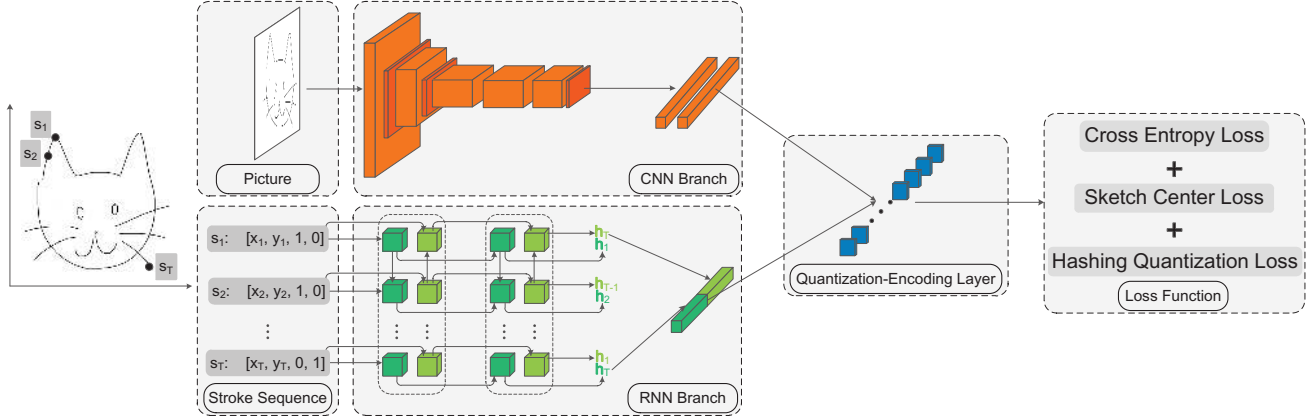 s1
s2
sT
Picture
CNN Branch
s1: [x1, y1, 1, 0]
s2: [x2, y2, 1, 0]
sT: [xT, yT, 0, 1]
Stroke Sequence
hT
h1
hT-1
h2
h1
hT
RNN Branch
Quantization-Encoding Layer
Cross Entropy Loss
+
Sketch Center Loss
+
Hashing Quantization Loss
Loss Function